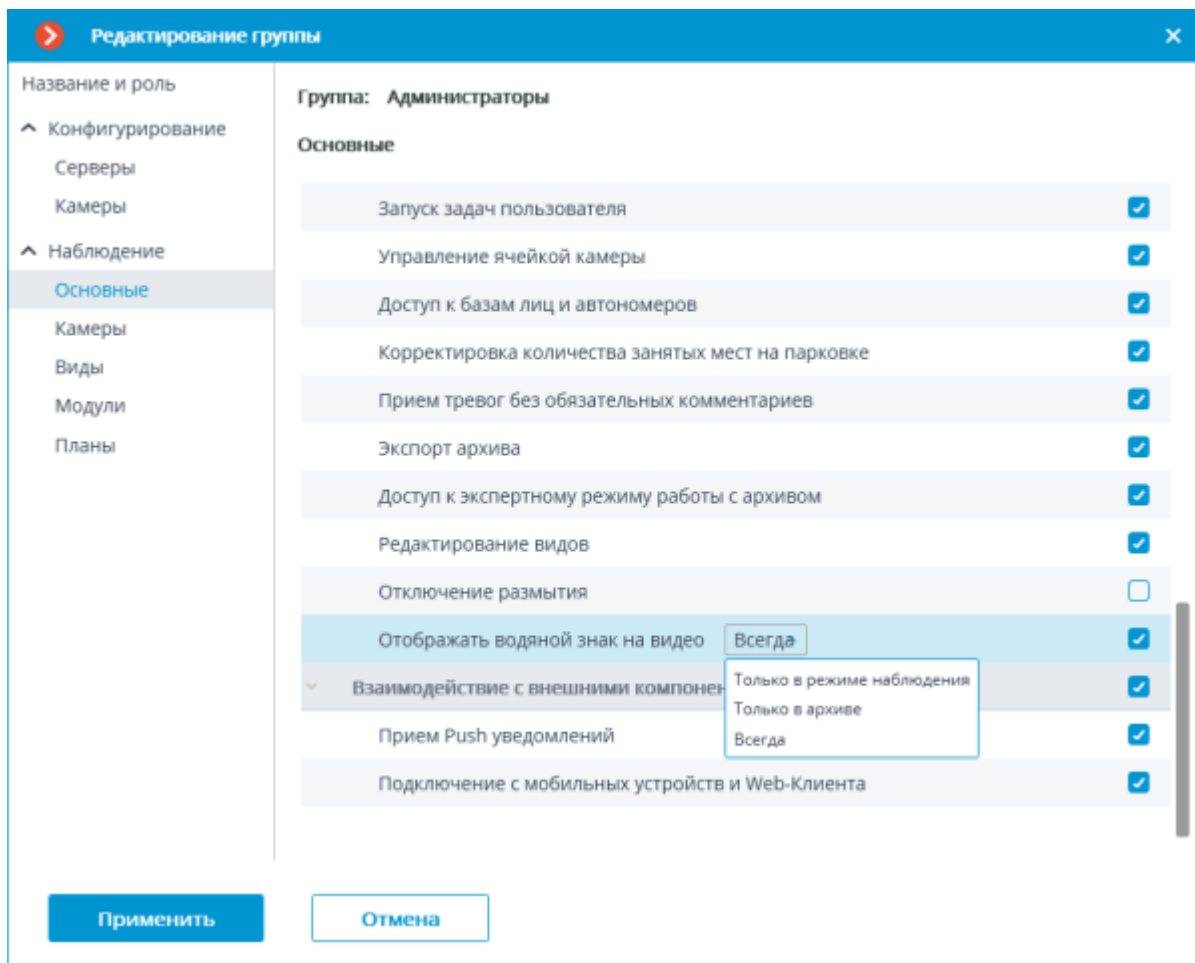 Редактирование группы
Название и роль
Конфигурирование
Серверы
Камеры
Наблюдение
Основные
Камеры
Виды
Модули
Планы
Группа: Администраторы
Основные
Запуск задач пользователя
Управление ячейкой камеры
Доступ к базам лиц и автономеров
Корректировка количества занятых мест на парковке
Прием тревог без обязательных комментариев
Экспорт архива
Доступ к экспертному режиму работы с архивом
Редактирование видов
Отключение размытия
Отображать водяной знак на видео Всегда
Только в режиме наблюдения
Только в архиве
Всегда
Взаимодействие с внешними компонен
Прием Push уведомлений
Подключение с мобильных устройств и Web-Клиента
Применить
Отмена